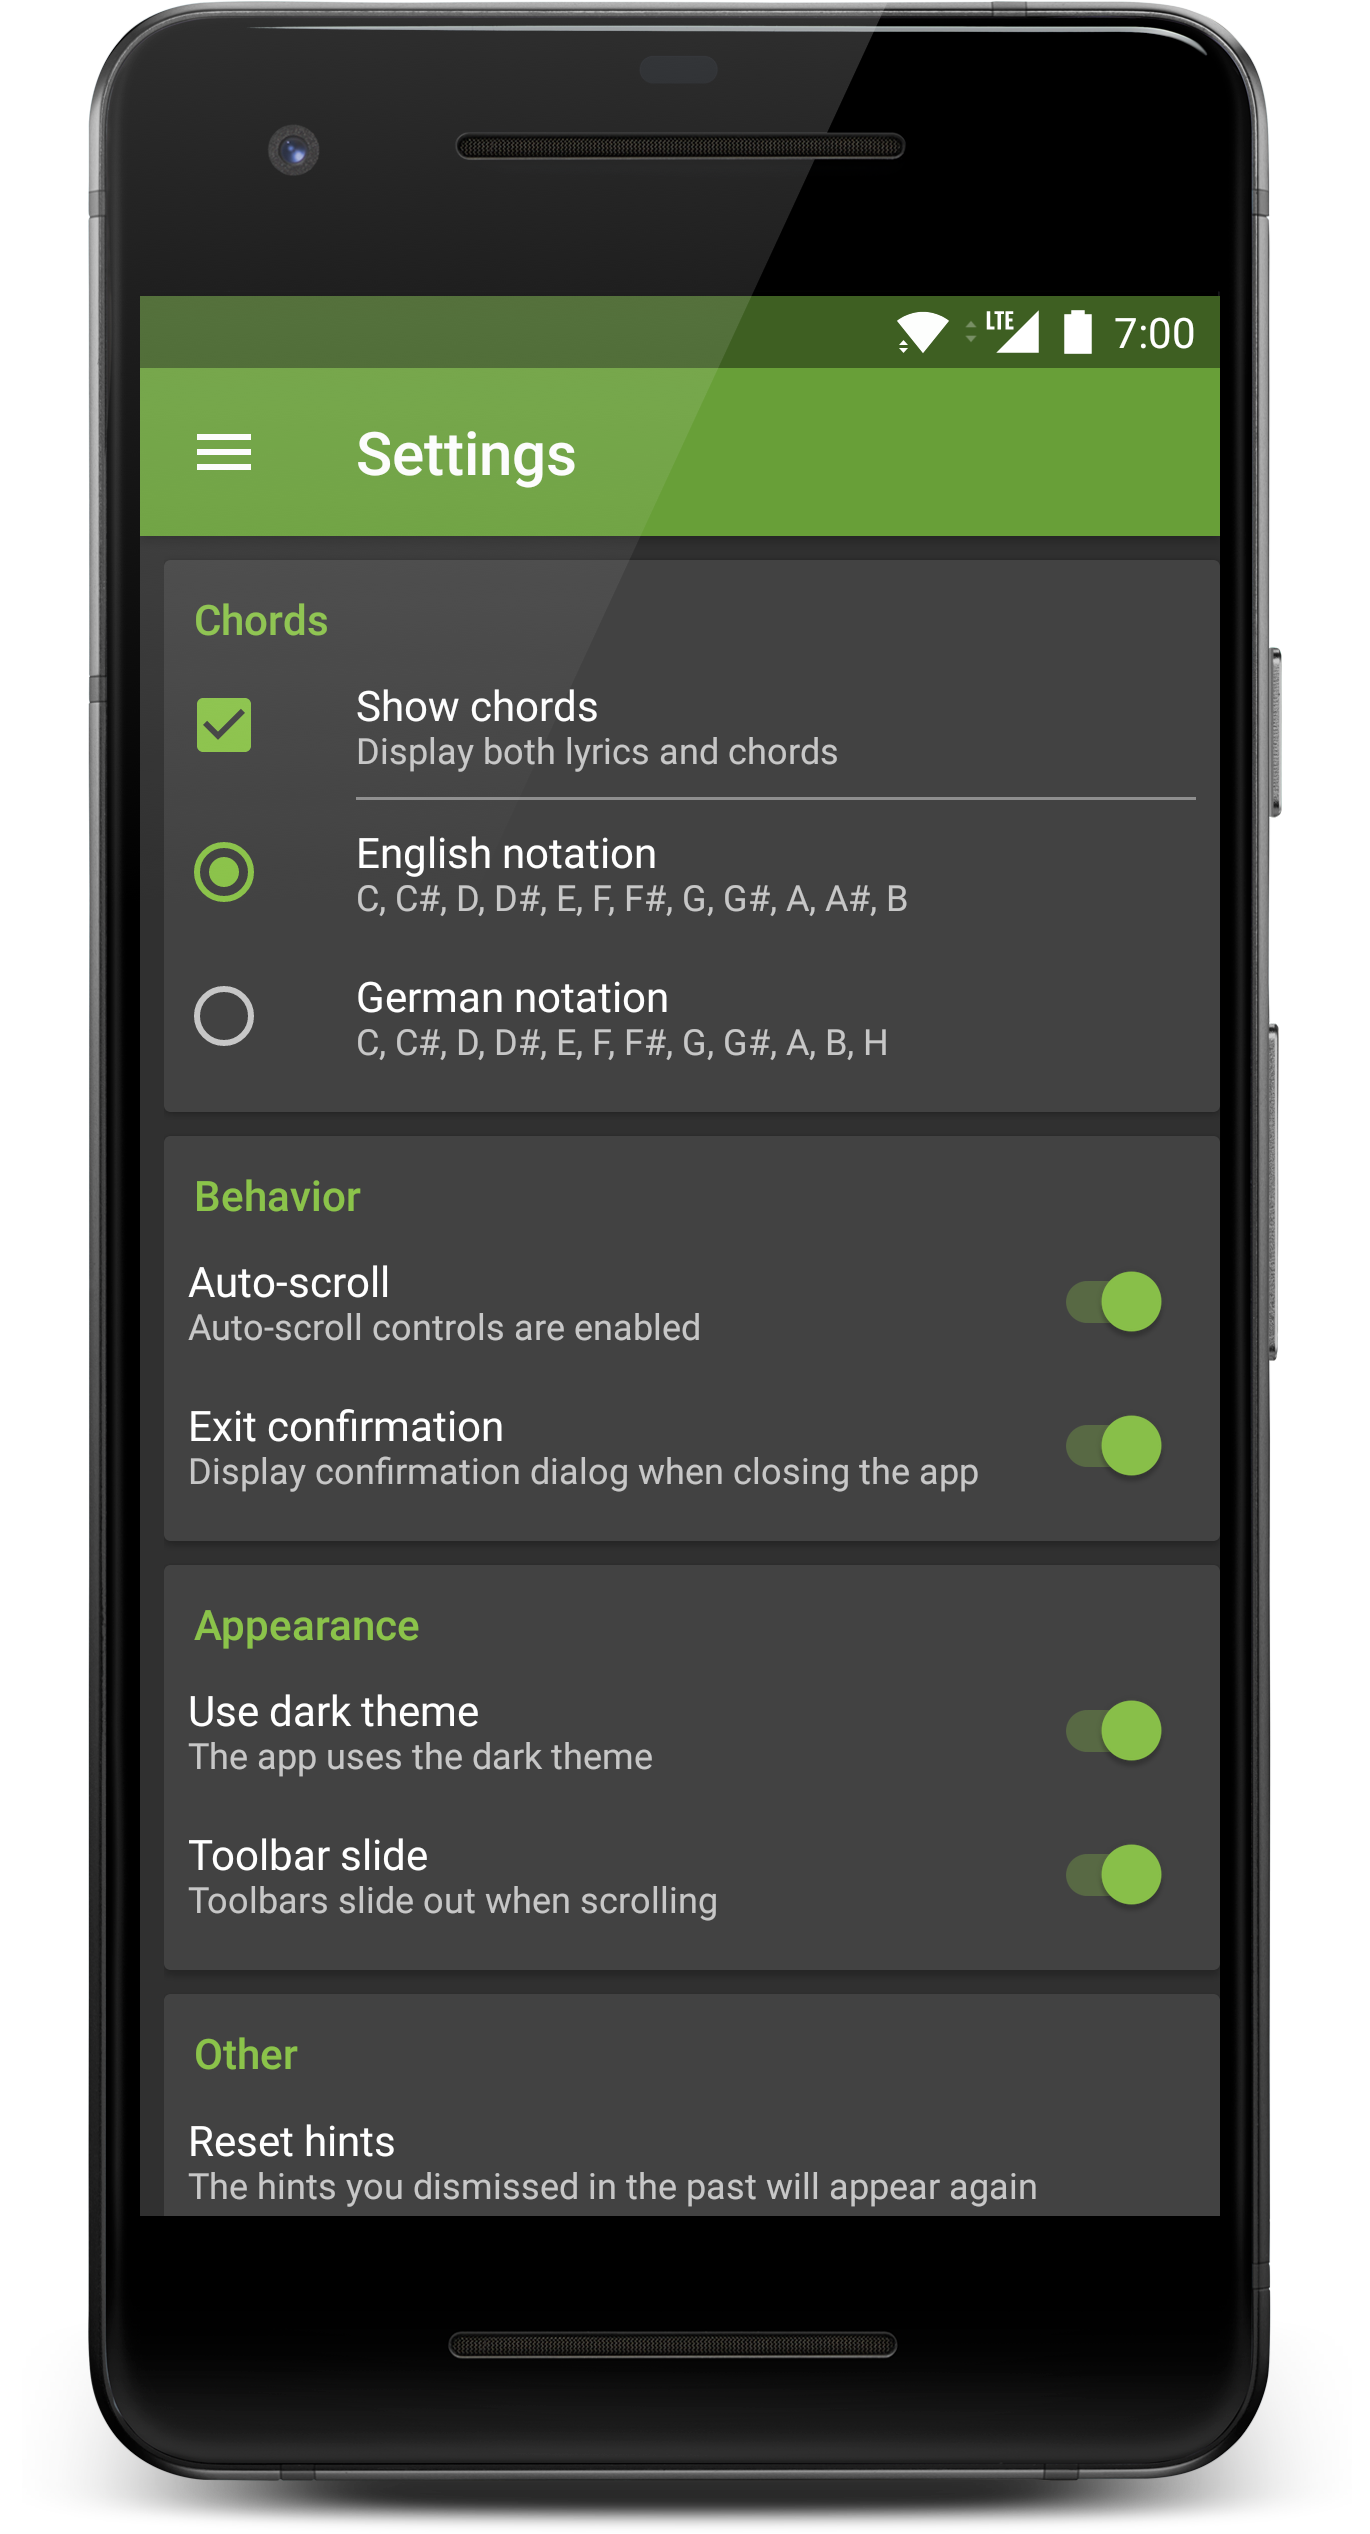 LTE 7:00
Settings
Chords
Show chords
Display both lyrics and chords
English notation
C, C#, D, D#, E, F, F#, G, G#, A, A#, B
German notation
C, C#, D, D#, E, F, F#, G, G#, A, B, H
Behavior
Auto-scroll
Auto-scroll controls are enabled
Exit confirmation
Display confirmation dialog when closing the app
Appearance
Use dark theme
The app uses the dark theme
Toolbar slide
Toolbars slide out when scrolling
Other
Reset hints
The hints you dismissed in the past will appear again